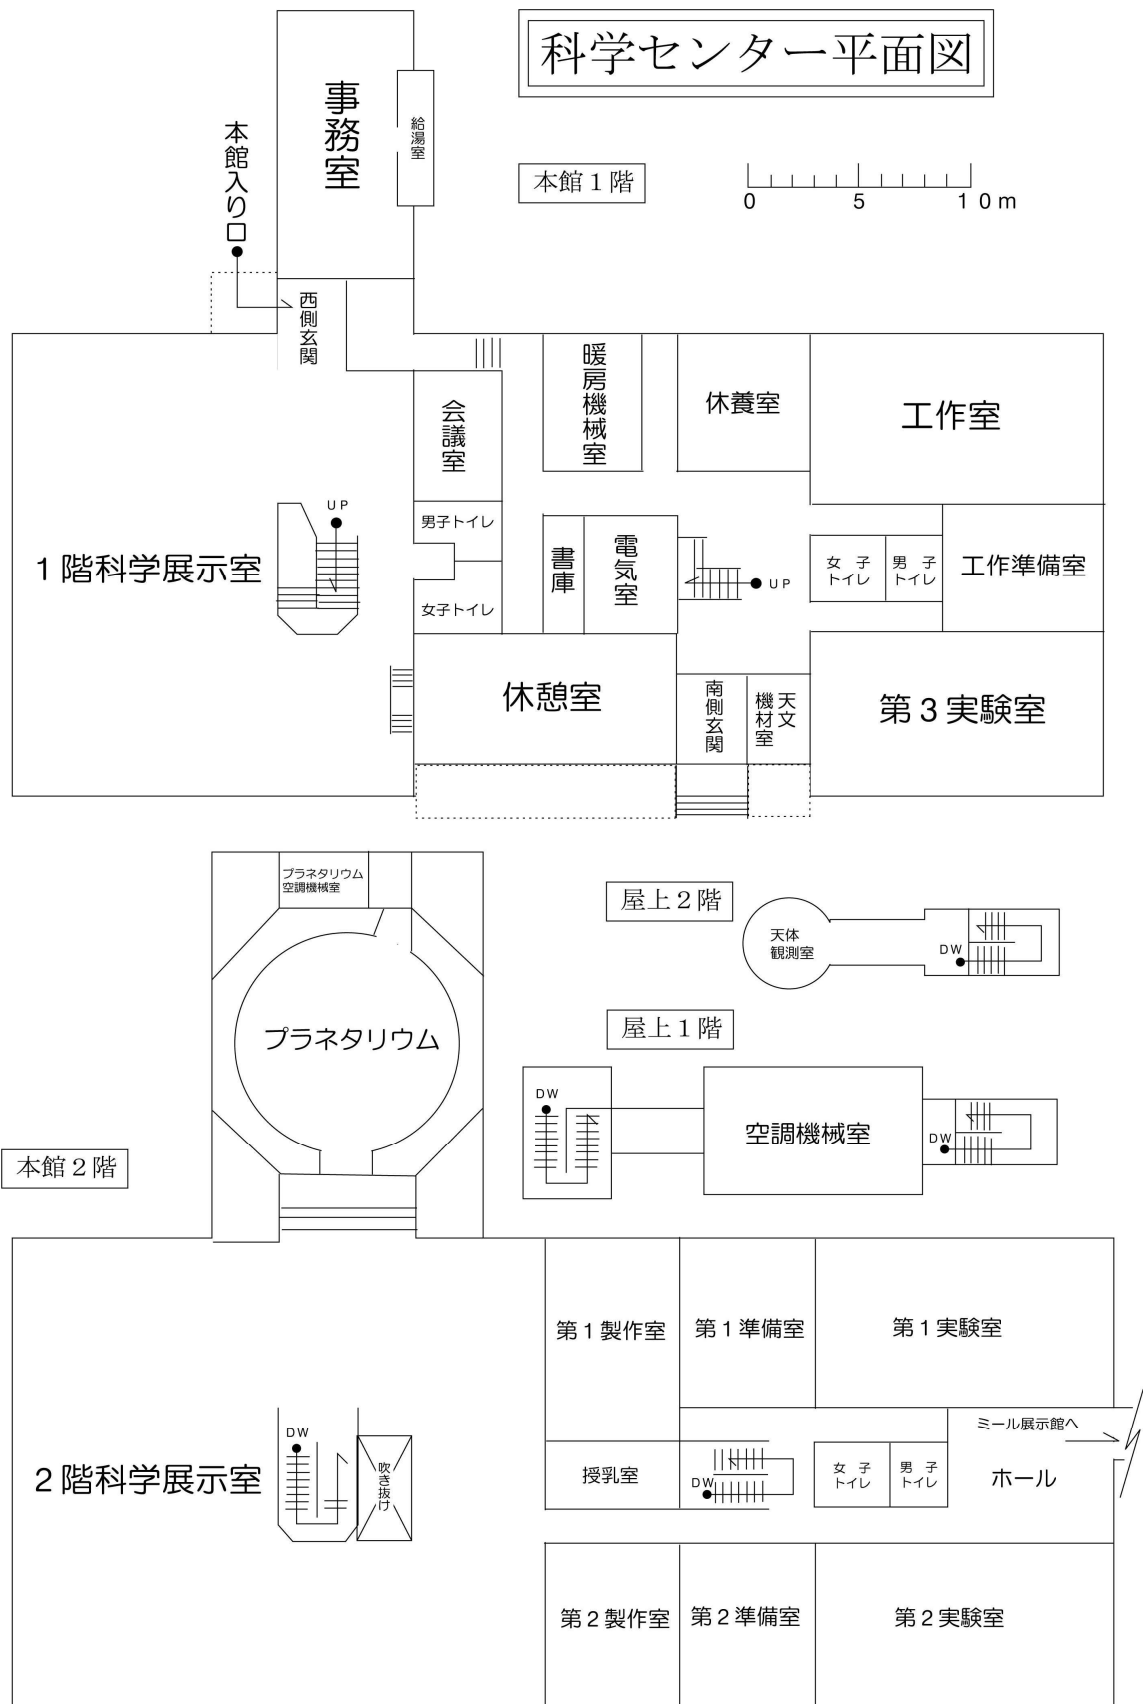 科学センター平面図
本館１階
0 5 10m
事務室
給湯室
本館入り口
西側玄関
暖房機械室
休養室
工作室
会議室
UP
男子トイレ
1階科学展示室
書庫
電気室
UP
女子
トイレ
男子
トイレ
工作準備室
女子トイレ
休憩室
南側玄関
天文
機材室
第3実験室
プラネタリウム
空調機械室
屋上２階
天体
観測室
DW
プラネタリウム
屋上１階
DW
空調機械室
DW
本館２階
第1製作室
第1準備室
第1実験室
ミール展示館へ
DW
2階科学展示室
吹き抜け
授乳室
DW
女子
トイレ
男子
トイレ
ホール
第2製作室
第2準備室
第2実験室